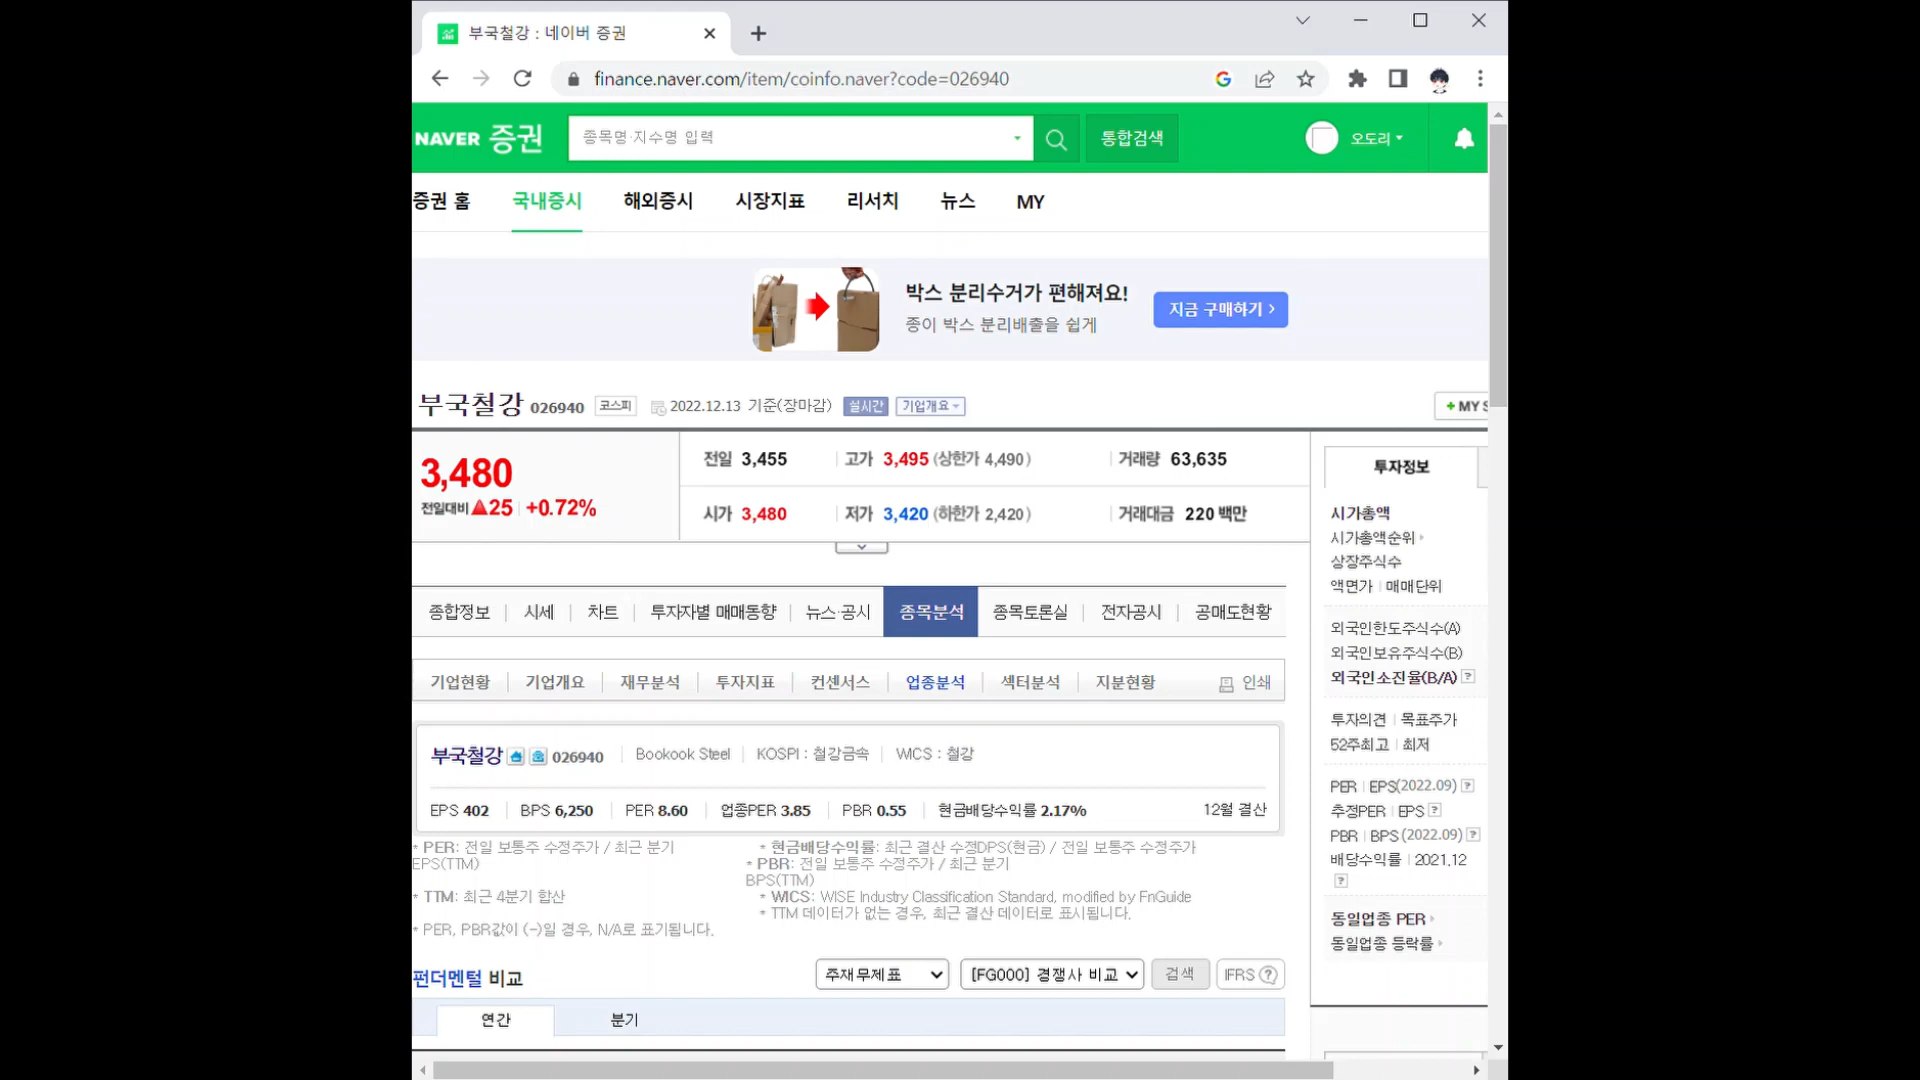 부국철강 : 네이버 증권
finance.naver.com/item/coinfo.naver?code=026940
NAVER 증권
종목명·지수명 입력
통합검색
오도리
증권 홈 국내증시 해외증시 시장지표 리서치 뉴스 MY
박스 분리수거가 편해져요!
종이 박스 분리배출을 쉽게
지금 구매하기
부국철강 026940 코스피 2022.12.13 기준(장마감) 실시간 기업개요
+ MY S
3,480
전일대비 ▲25 +0.72%
전일 3,455 고가 3,495 (상한가 4,490) 거래량 63,635
시가 3,480 저가 3,420 (하한가 2,420) 거래대금 220 백만
투자정보
시가총액
시가총액순위
상장주식수
액면가 매매단위
외국인한도주식수(A)
외국인보유주식수(B)
외국인소진율(B/A) ?
투자의견 목표주가
52주최고 최저
PER EPS(2022.09) ?
추정PER EPS ?
PBR BPS (2022.09) ?
배당수익률 2021.12
?
동일업종 PER
동일업종 등락률
종합정보 시세 차트 투자자별 매매동향 뉴스·공시 종목분석 종목토론실 전자공시 공매도현황
기업현황 기업개요 재무분석 투자지표 컨센서스 업종분석 섹터분석 지분현황 인쇄
부국철강 026940 Bookook Steel KOSPI : 철강금속 WICS : 철강
EPS 402 BPS 6,250 PER 8.60 업종PER 3.85 PBR 0.55 현금배당수익률 2.17% 12월 결산
* PER: 전일 보통주 수정주가 / 최근 분기
EPS(TTM)
* TTM: 최근 4분기 합산
* PER, PBR값이 (-)일 경우, N/A로 표기됩니다.
* 현금배당수익률: 최근 결산 수정DPS(현금) / 전일 보통주 수정주가
* PBR: 전일 보통주 수정주가 / 최근 분기
BPS(TTM)
* WICS: WISE Industry Classification Standard, modified by FnGuide
* TTM 데이터가 없는 경우, 최근 결산 데이터로 표시됩니다.
펀더멘털 비교
주재무제표 [FG000] 경쟁사 비교 검색 IFRS ?
연간 분기